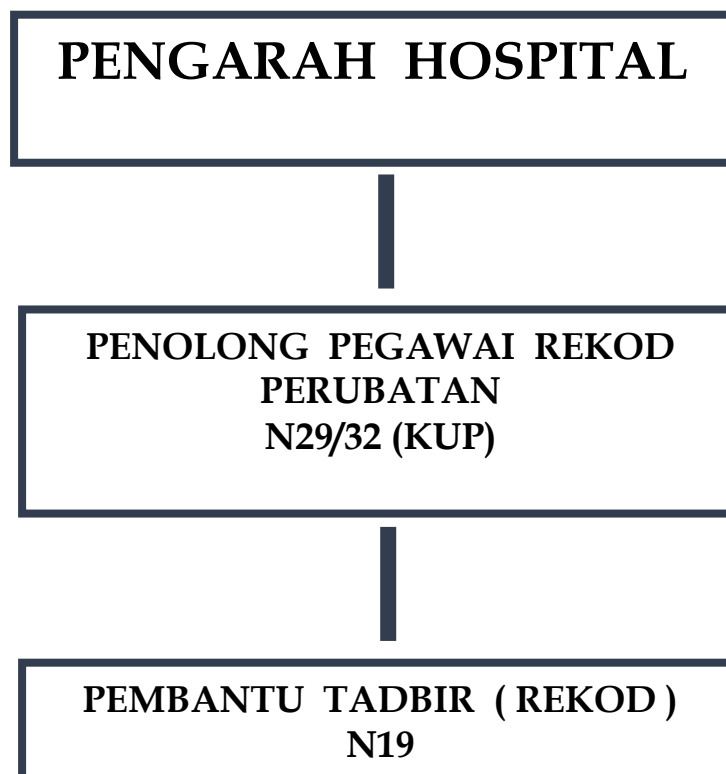 PENGARAH HOSPITAL
PENOLONG PEGAWAI REKOD
PERUBATAN
N29/32 (KUP)
PEMBANTU TADBIR ( REKOD )
N19